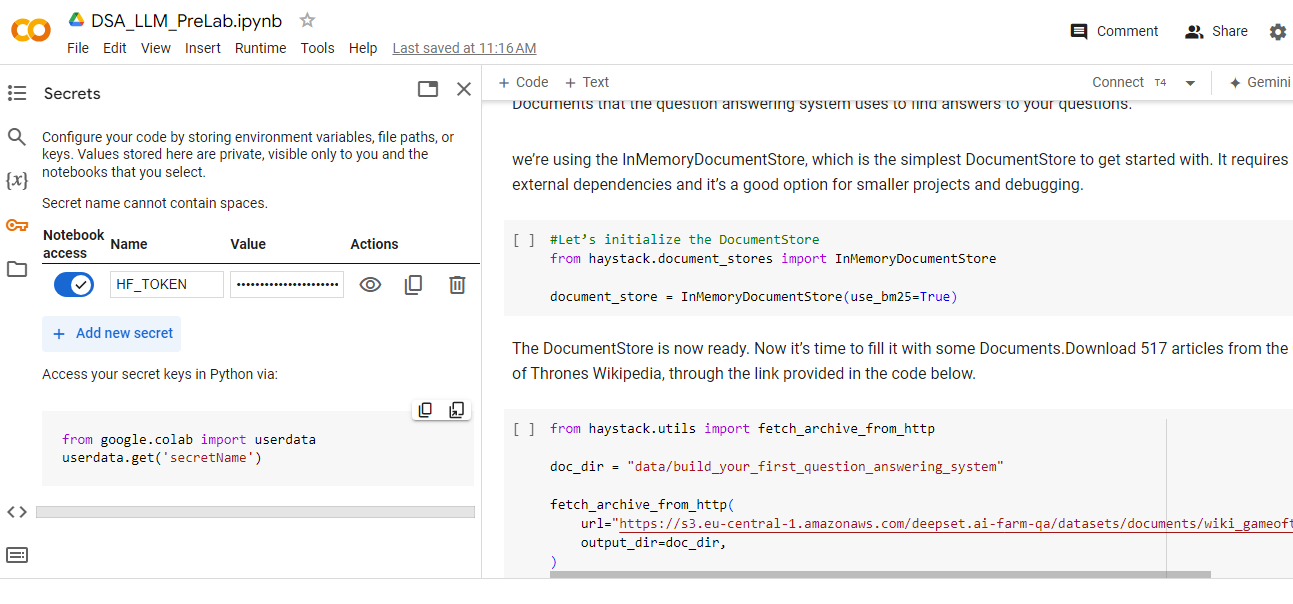 DSA_LLM_PreLab.ipynb
File Edit View Insert Runtime Tools Help Last saved at 11:16 AM
Comment
Share
Secrets
Configure your code by storing environment variables, file paths, or
keys. Values stored here are private, visible only to you and the
notebooks that you select.
Secret name cannot contain spaces.
Notebook access
Name
Value
Actions
HF_TOKEN
••••••••••••••••••••••
+ Add new secret
Access your secret keys in Python via:
from google.colab import userdata
userdata.get('secretName')
+ Code + Text
Connect T4
Gemini
Documents that the question answering system uses to find answers to your questions.
we’re using the InMemoryDocumentStore, which is the simplest DocumentStore to get started with. It requires
external dependencies and it’s a good option for smaller projects and debugging.
[ ] #Let’s initialize the DocumentStore
from haystack.document_stores import InMemoryDocumentStore
document_store = InMemoryDocumentStore(use_bm25=True)
The DocumentStore is now ready. Now it’s time to fill it with some Documents.Download 517 articles from the
of Thrones Wikipedia, through the link provided in the code below.
[ ] from haystack.utils import fetch_archive_from_http
doc_dir = "data/build_your_first_question_answering_system"
fetch_archive_from_http(
url="https://s3.eu-central-1.amazonaws.com/deepset.ai-farm-qa/datasets/documents/wiki_gameoft
output_dir=doc_dir,
)